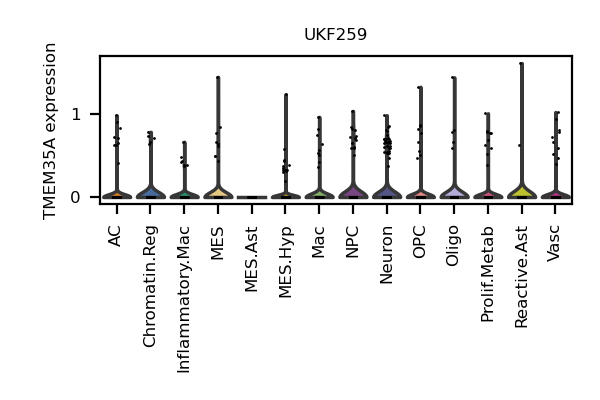 UKF259
TMEM35A expression
1
0
AC
Chromatin.Reg
Inflammatory.Mac
MES
MES.Ast
MES.Hyp
Mac
NPC
Neuron
OPC
Oligo
Prolif.Metab
Reactive.Ast
Vasc